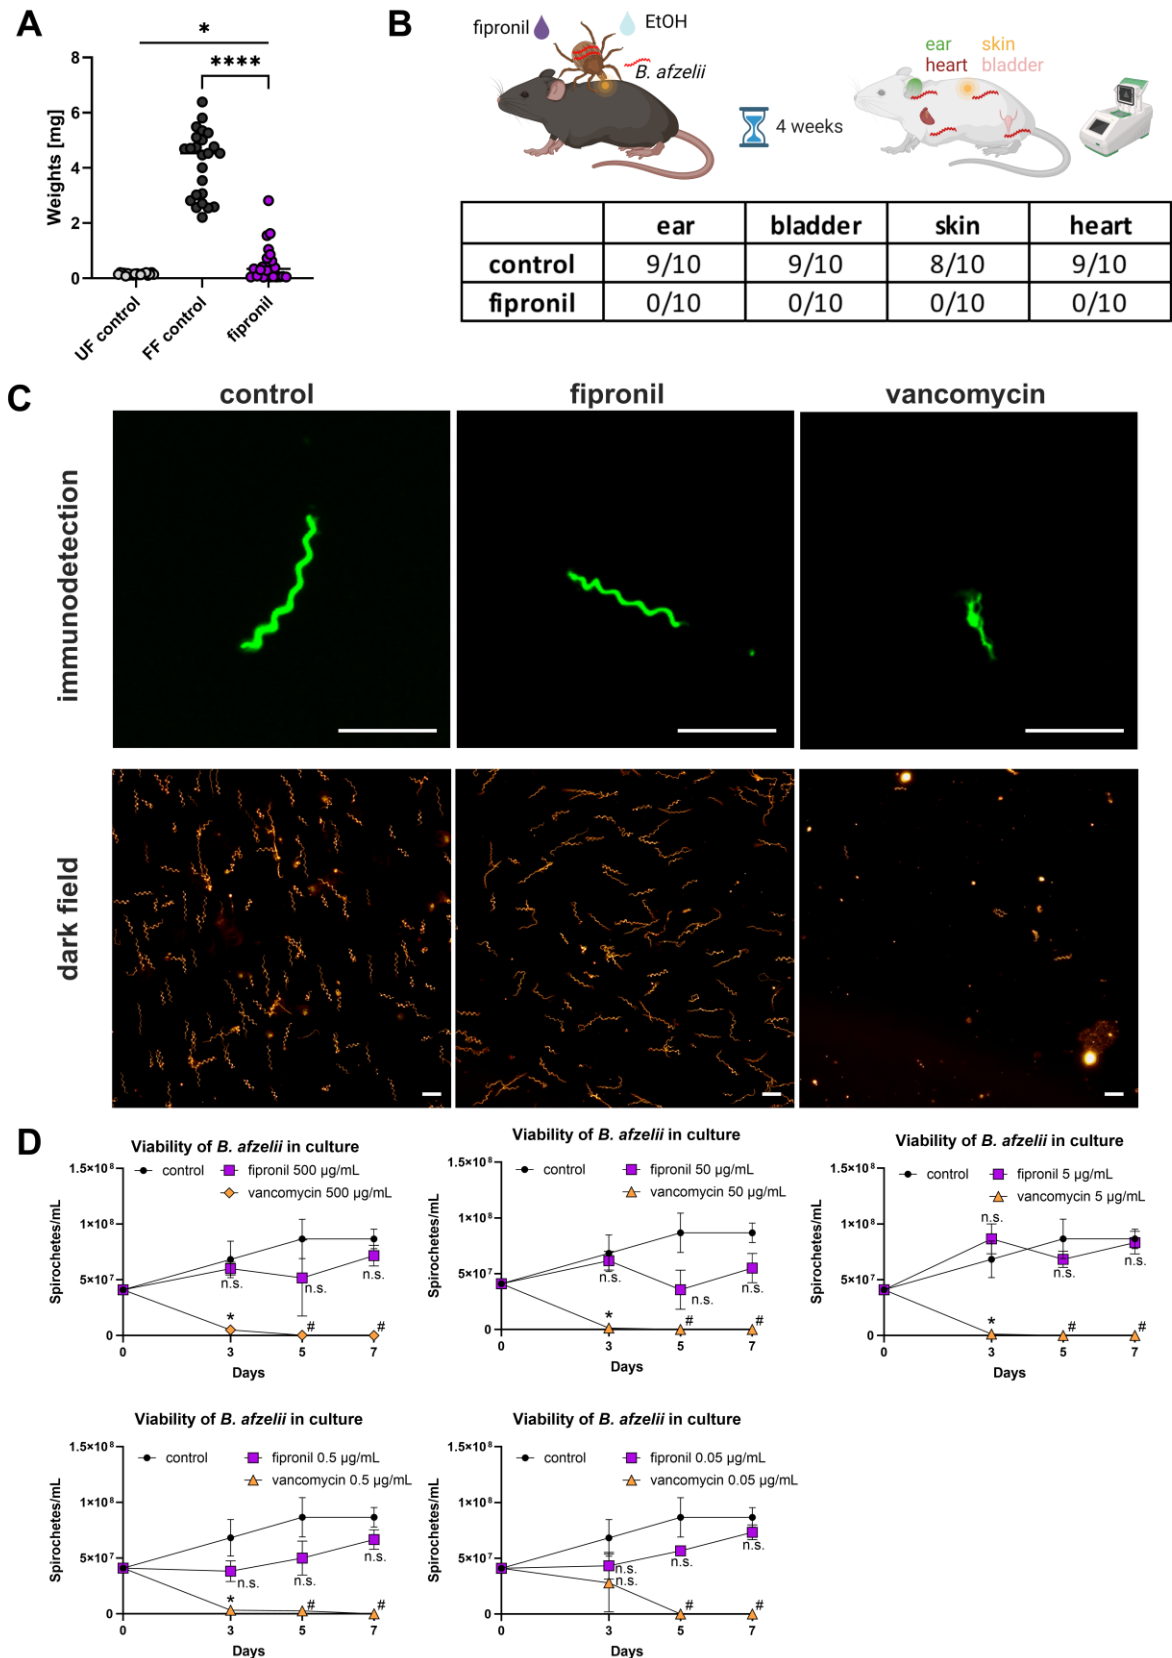 A
*
****
8
6
4
2
0
Weights [mg]
UF control
FF control
fipronil
B
fipronil
EtOH
B. afzelii
4 weeks
ear
skin
heart
bladder
ear bladder skin heart
control 9/10 9/10 8/10 9/10
fipronil 0/10 0/10 0/10 0/10
C
control
fipronil
vancomycin
immunodetection
dark field
D
Viability of B. afzelii in culture
control
fipronil 500 µg/mL
vancomycin 500 µg/mL
1.5×10⁸
1×10⁸
5×10⁷
0
Spirochetes/mL
n.s.
n.s.
n.s.
*
#
#
0 3 5 7
Days
Viability of B. afzelii in culture
control
fipronil 50 µg/mL
vancomycin 50 µg/mL
1.5×10⁸
1×10⁸
5×10⁷
0
Spirochetes/mL
n.s.
n.s.
n.s.
*
#
#
0 3 5 7
Days
Viability of B. afzelii in culture
control
fipronil 5 µg/mL
vancomycin 5 µg/mL
1.5×10⁸
1×10⁸
5×10⁷
0
Spirochetes/mL
n.s.
n.s.
n.s.
*
#
#
0 3 5 7
Days
Viability of B. afzelii in culture
control
fipronil 0.5 µg/mL
vancomycin 0.5 µg/mL
1.5×10⁸
1×10⁸
5×10⁷
0
Spirochetes/mL
n.s.
n.s.
n.s.
*
#
#
0 3 5 7
Days
Viability of B. afzelii in culture
control
fipronil 0.05 µg/mL
vancomycin 0.05 µg/mL
1.5×10⁸
1×10⁸
5×10⁷
0
Spirochetes/mL
n.s.
n.s.
n.s.
n.s.
#
#
0 3 5 7
Days